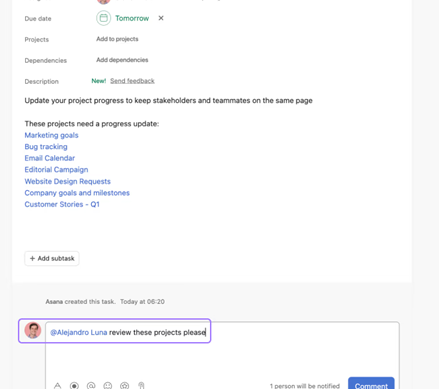 Due date Tomorrow
Projects Add to projects
Dependencies Add dependencies
Description New! Send feedback
Update your project progress to keep stakeholders and teammates on the same page
These projects need a progress update:
Marketing goals
Bug tracking
Email Calendar
Editorial Campaign
Website Design Requests
Company goals and milestones
Customer Stories - Q1
+ Add subtask
Asana created this task. Today at 06:20
@Alejandro Luna review these projects please
1 person will be notified Comment